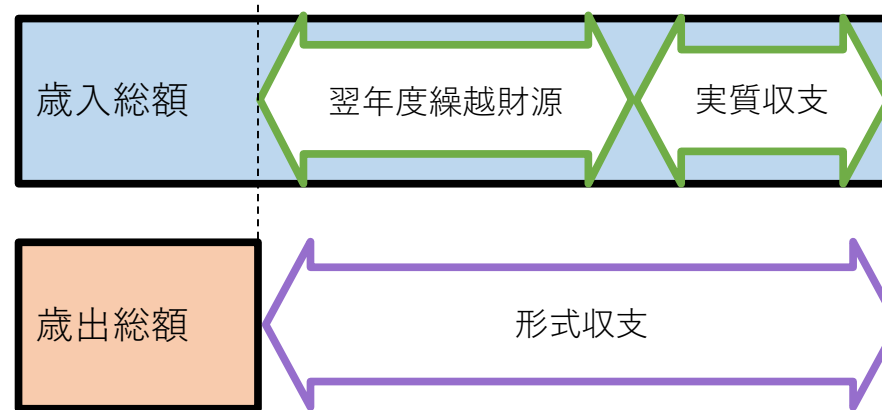 歳入総額
翌年度繰越財源
実質収支
歳出総額
形式収支